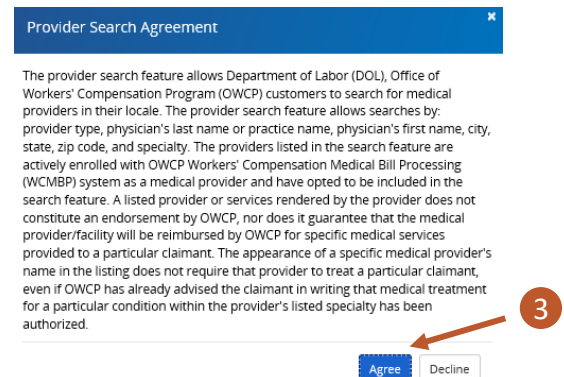 Provider Search Agreement
×
The provider search feature allows Department of Labor (DOL), Office of
Workers' Compensation Program (OWCP) customers to search for medical
providers in their locale. The provider search feature allows searches by:
provider type, physician's last name or practice name, physician's first name, city,
state, zip code, and specialty. The providers listed in the search feature are
actively enrolled with OWCP Workers' Compensation Medical Bill Processing
(WCMBP) system as a medical provider and have opted to be included in the
search feature. A listed provider or services rendered by the provider does not
constitute an endorsement by OWCP, nor does it guarantee that the medical
provider/facility will be reimbursed by OWCP for specific medical services
provided to a particular claimant. The appearance of a specific medical provider's
name in the listing does not require that provider to treat a particular claimant,
even if OWCP has already advised the claimant in writing that medical treatment
for a particular condition within the provider's listed specialty has been
authorized.
3
Agree Decline